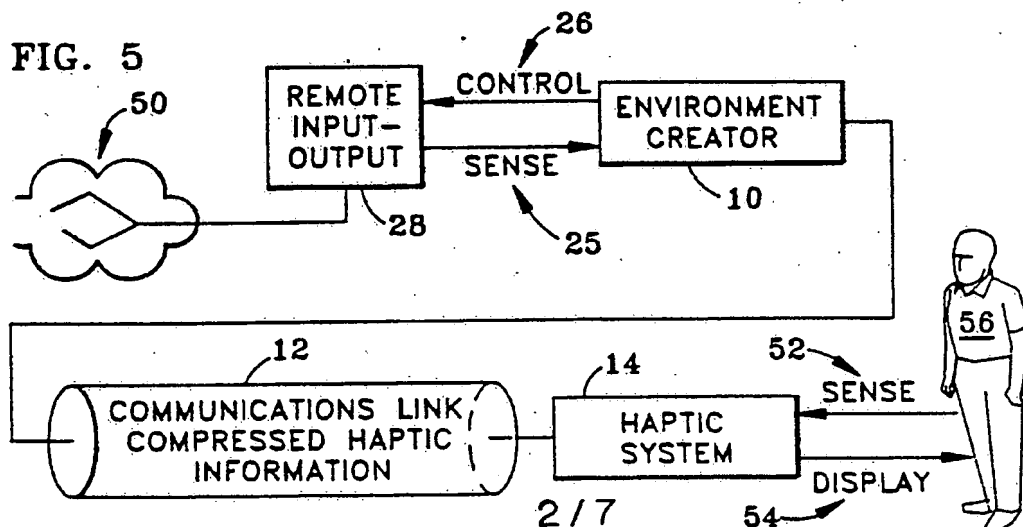 FIG. 5
50
REMOTE
INPUT-
OUTPUT
28
26
CONTROL
SENSE
25
ENVIRONMENT
CREATOR
10
12
COMMUNICATIONS LINK
COMPRESSED HAPTIC
INFORMATION
14
HAPTIC
SYSTEM
52
SENSE
DISPLAY
54
56
2/7